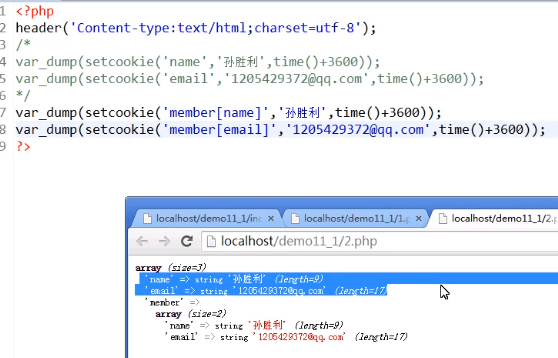 1 <?php
2 header('Content-type:text/html;charset=utf-8');
3 /*
4 var_dump(setcookie('name','孙胜利',time()+3600));
5 var_dump(setcookie('email','1205429372@qq.com',time()+3600));
6 */
7 var_dump(setcookie('member[name]','孙胜利',time()+3600));
8 var_dump(setcookie('member[email]','1205429372@qq.com',time()+3600));
9 ?>
localhost/demo11_1/inc
localhost/demo11_1/1.p
localhost/demo11_1/2.p
localhost/demo11_1/2.php
array (size=3)
'name' => string '孙胜利' (length=9)
'email' => string '1205429372@qq.com' (length=17)
'member' =>
array (size=2)
'name' => string '孙胜利' (length=9)
'email' => string '1205429372@qq.com' (length=17)